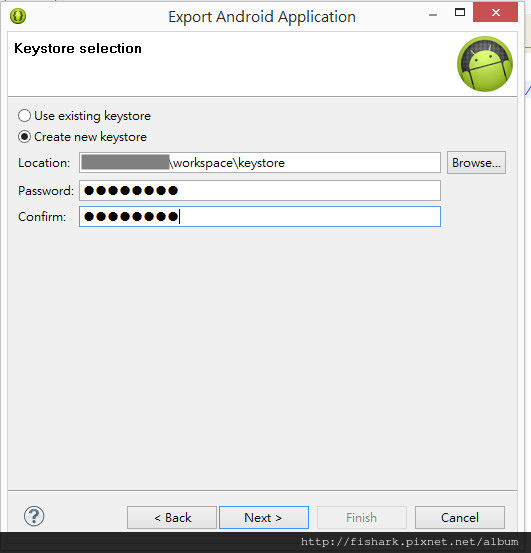 Export Android Application
Keystore selection
Use existing keystore
Create new keystore
Location: \workspace\keystore Browse...
Password: ●●●●●●●●
Confirm: ●●●●●●●●
? < Back Next > Finish Cancel
http://fishark.pixnet.net/album